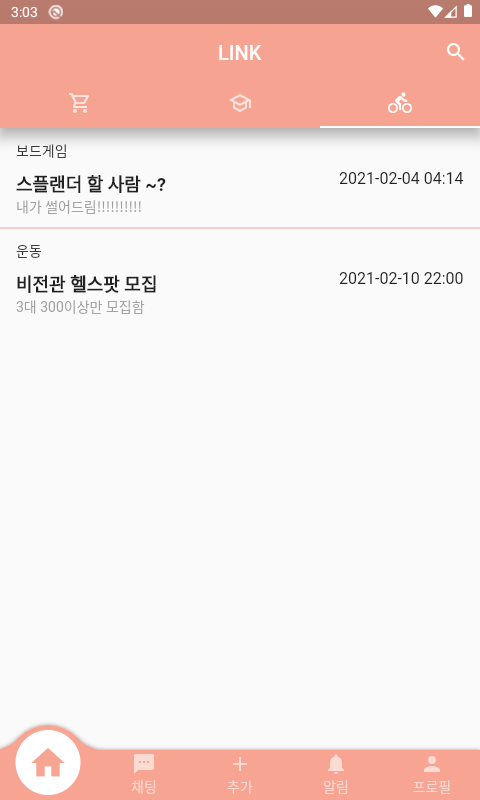 3:03
LINK
보드게임
스플랜더 할 사람 ~?
2021-02-04 04:14
내가 썰어드림!!!!!!!!!!
운동
비전관 헬스팟 모집
2021-02-10 22:00
3대 300이상만 모집함
채팅
추가
알림
프로필